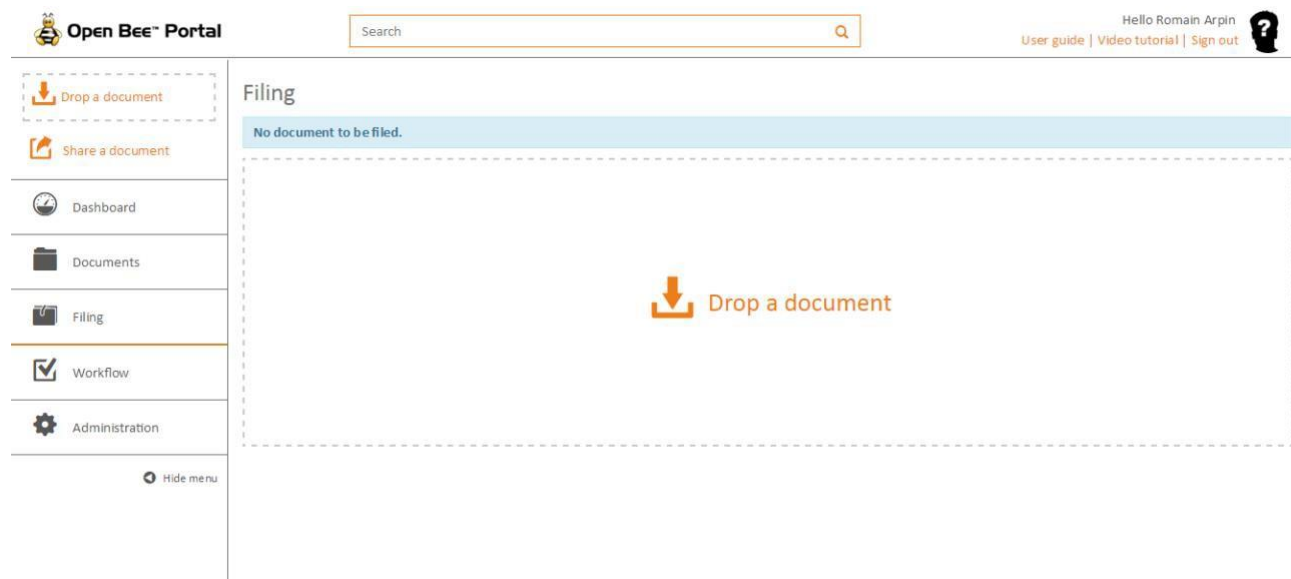 Open Bee™ Portal
Search
Hello Romain Arpin
User guide | Video tutorial | Sign out
?
Drop a document
Share a document
Dashboard
Documents
Filing
Workflow
Administration
Hide menu
Filing
No document to be filed.
Drop a document